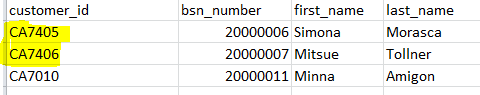 customer_id bsn_number first_name last_name
CA7405 20000006 Simona Morasca
CA7406 20000007 Mitsue Tollner
CA7010 20000011 Minna Amigon